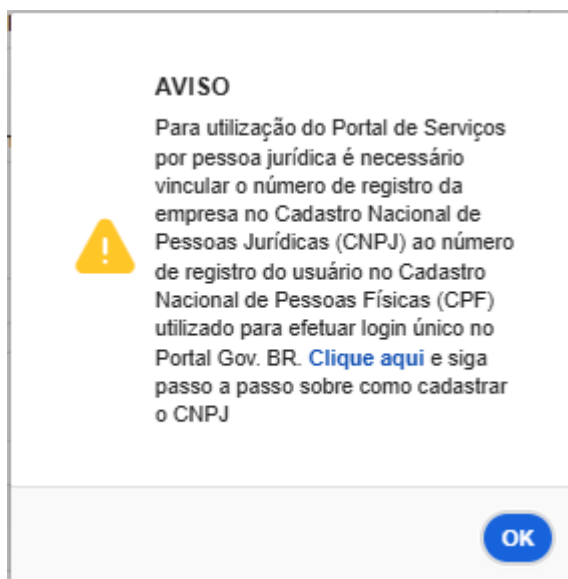 AVISO
Para utilização do Portal de Serviços
por pessoa jurídica é necessário
vincular o número de registro da
empresa no Cadastro Nacional de
Pessoas Jurídicas (CNPJ) ao número
de registro do usuário no Cadastro
Nacional de Pessoas Físicas (CPF)
utilizado para efetuar login único no
Portal Gov. BR. Clique aqui e siga
passo a passo sobre como cadastrar
o CNPJ
OK